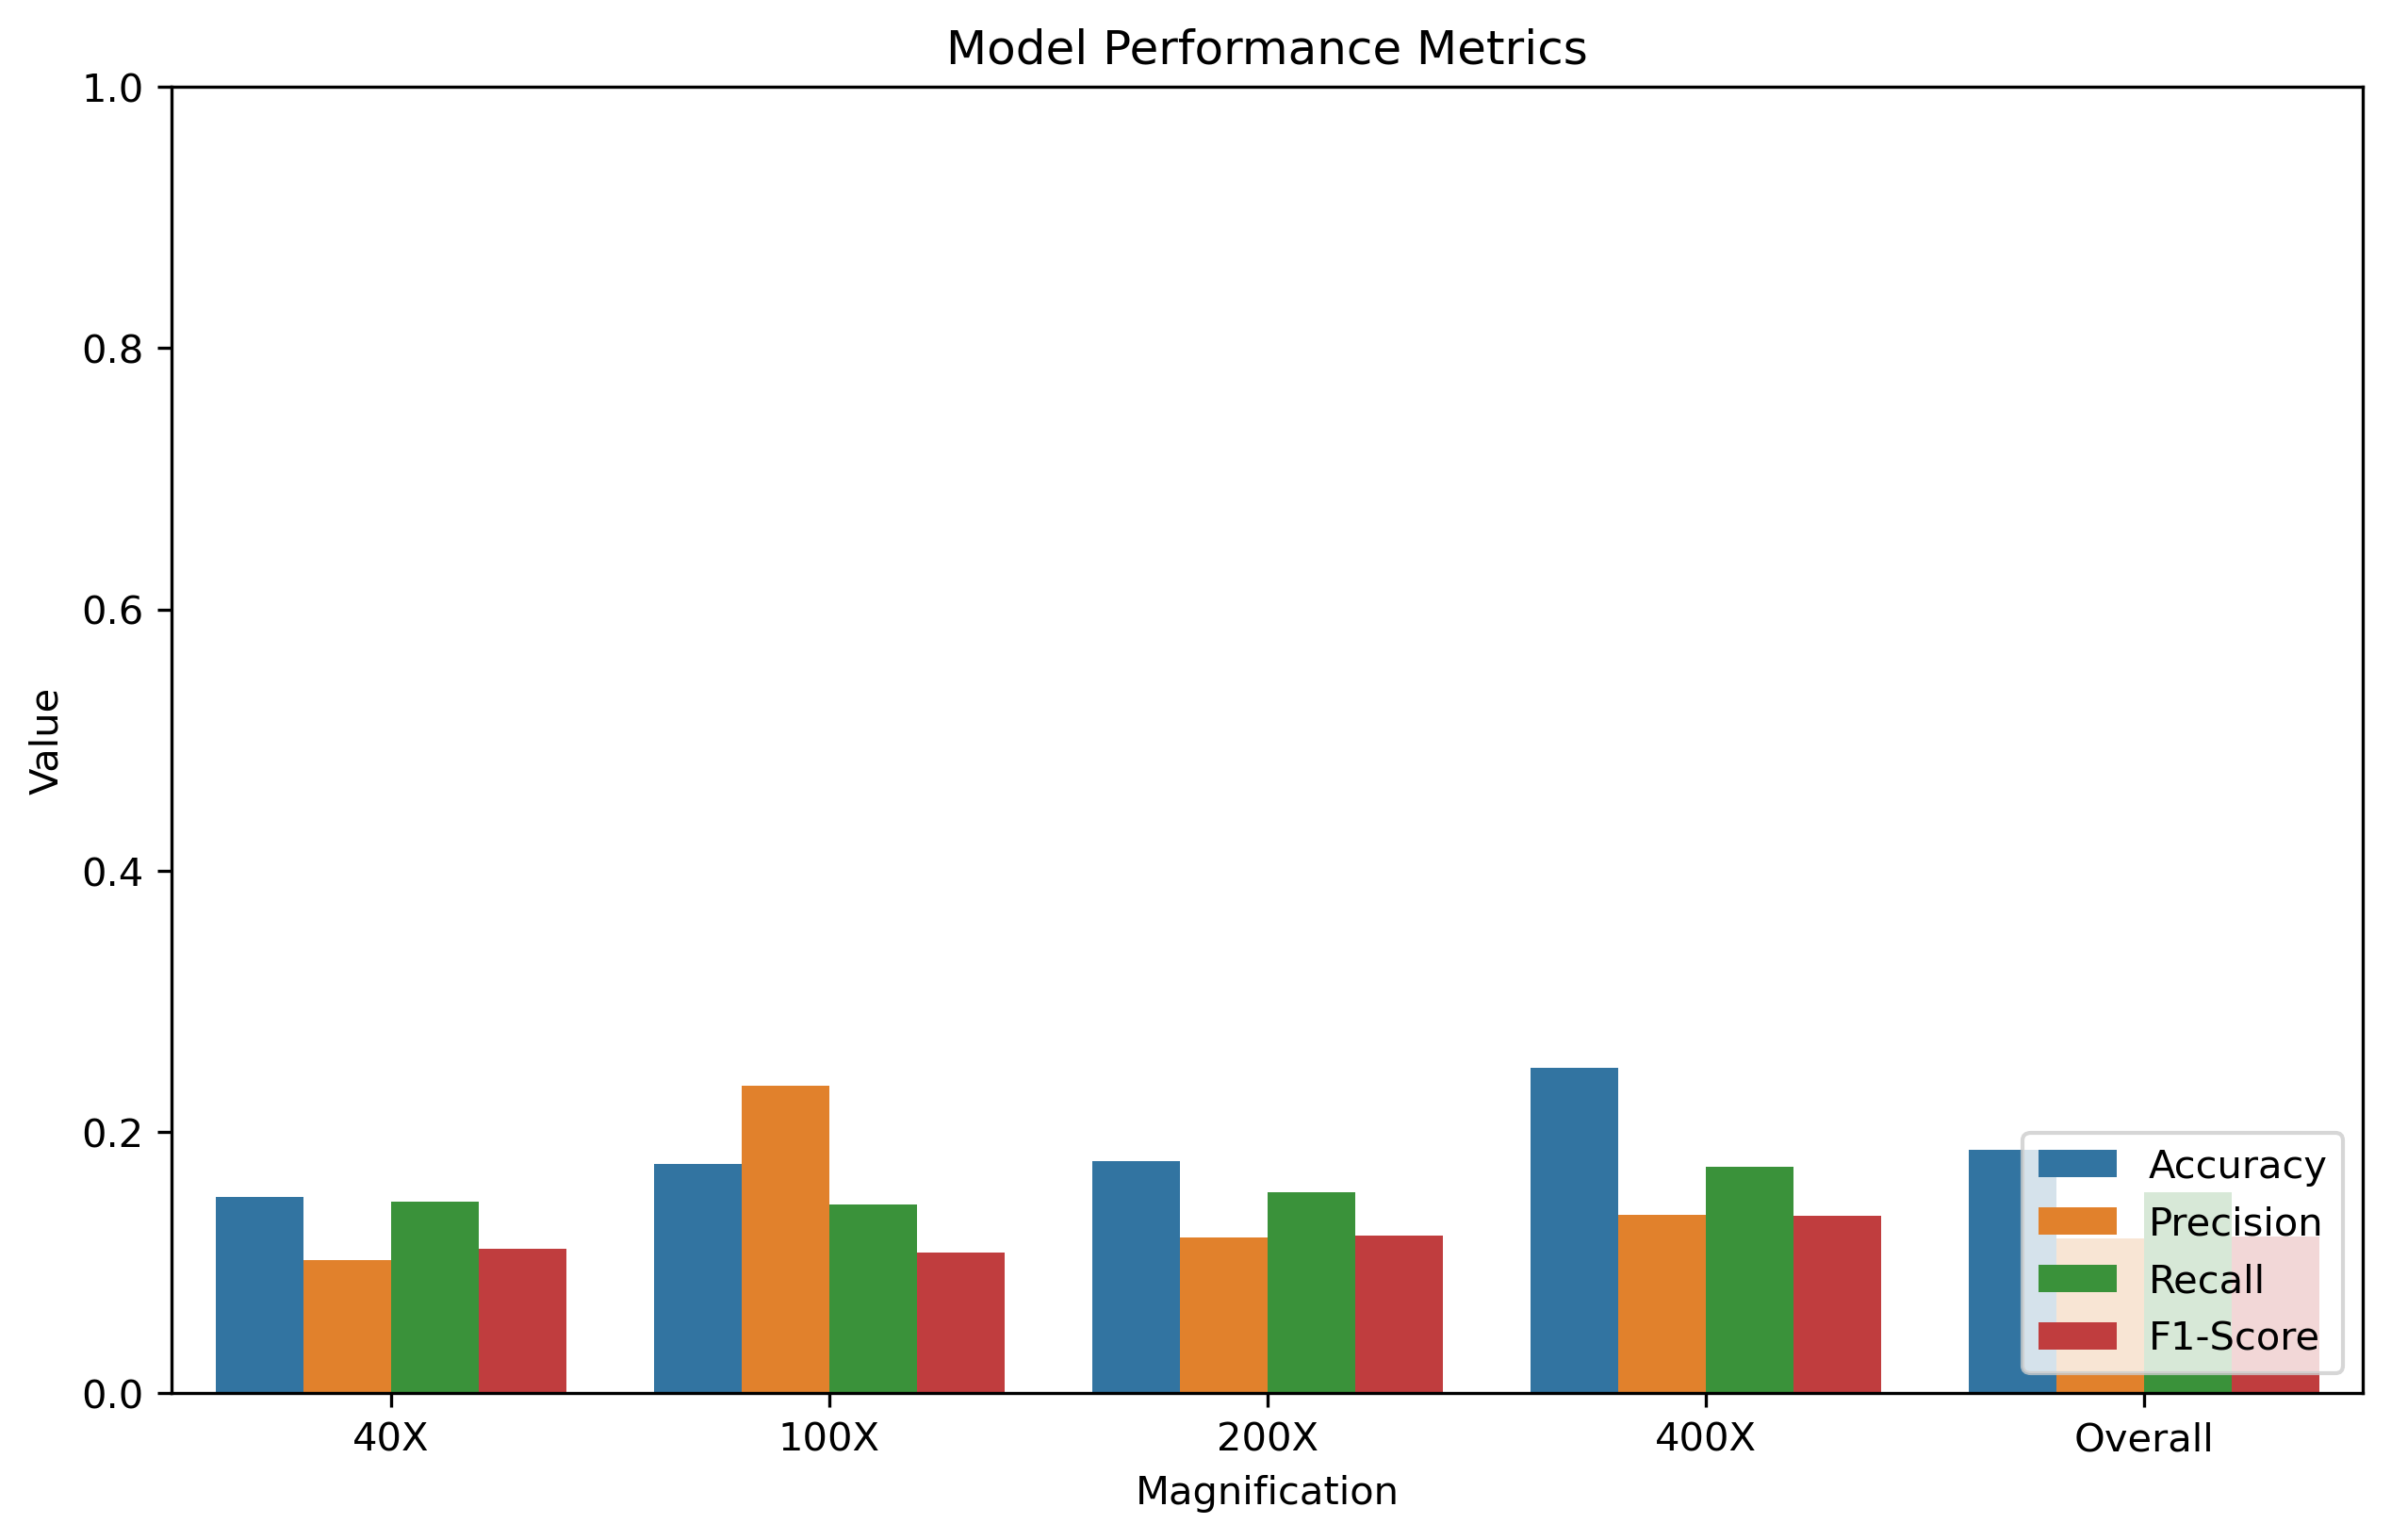 Model Performance Metrics
1.0
0.8
0.6
0.4
0.2
0.0
Value
40X
100X
200X
400X
Overall
Magnification
Accuracy
Precision
Recall
F1-Score